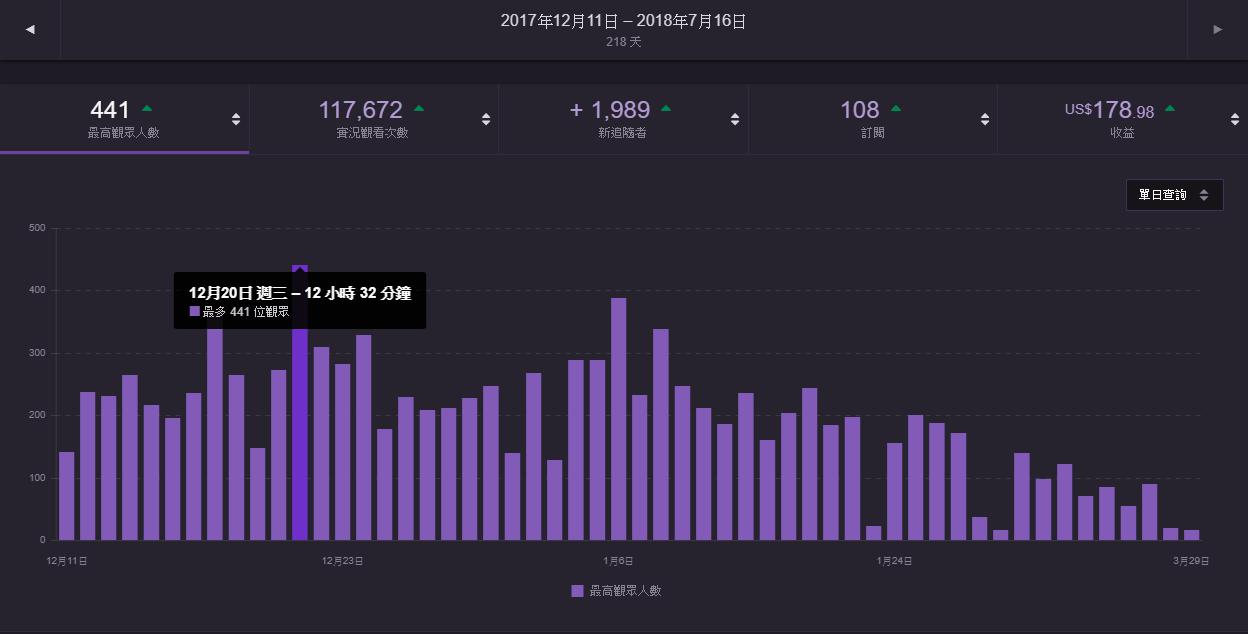 2017年12月11日 – 2018年7月16日
218 天
441
最高觀眾人數
117,672
實況觀看次數
+ 1,989
新追隨者
108
訂閱
US$178.98
收益
單日查詢
500
400
300
200
100
0
12月20日 週三 – 12 小時 32 分鐘
最多 441 位觀眾
12月11日
12月23日
1月6日
1月24日
3月29日
最高觀眾人數